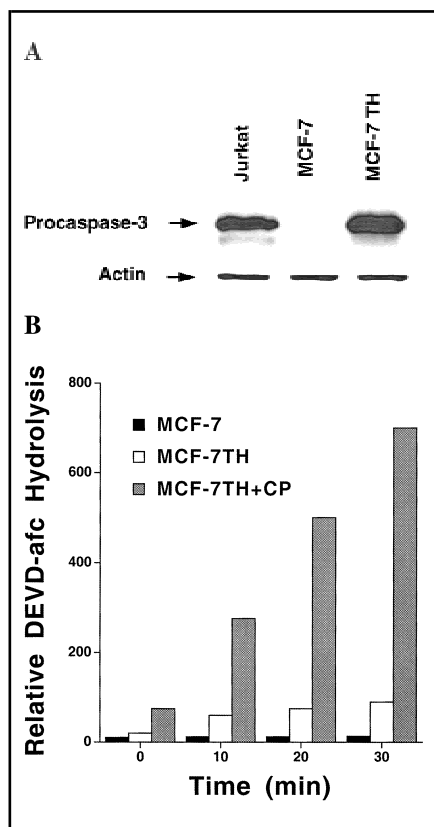 A
Jurkat
MCF-7
MCF-7 TH
Procaspase-3
Actin
B
Relative DEVD-afc Hydrolysis
800
600
400
200
0
MCF-7
MCF-7TH
MCF-7TH+CP
0 10 20 30
Time (min)